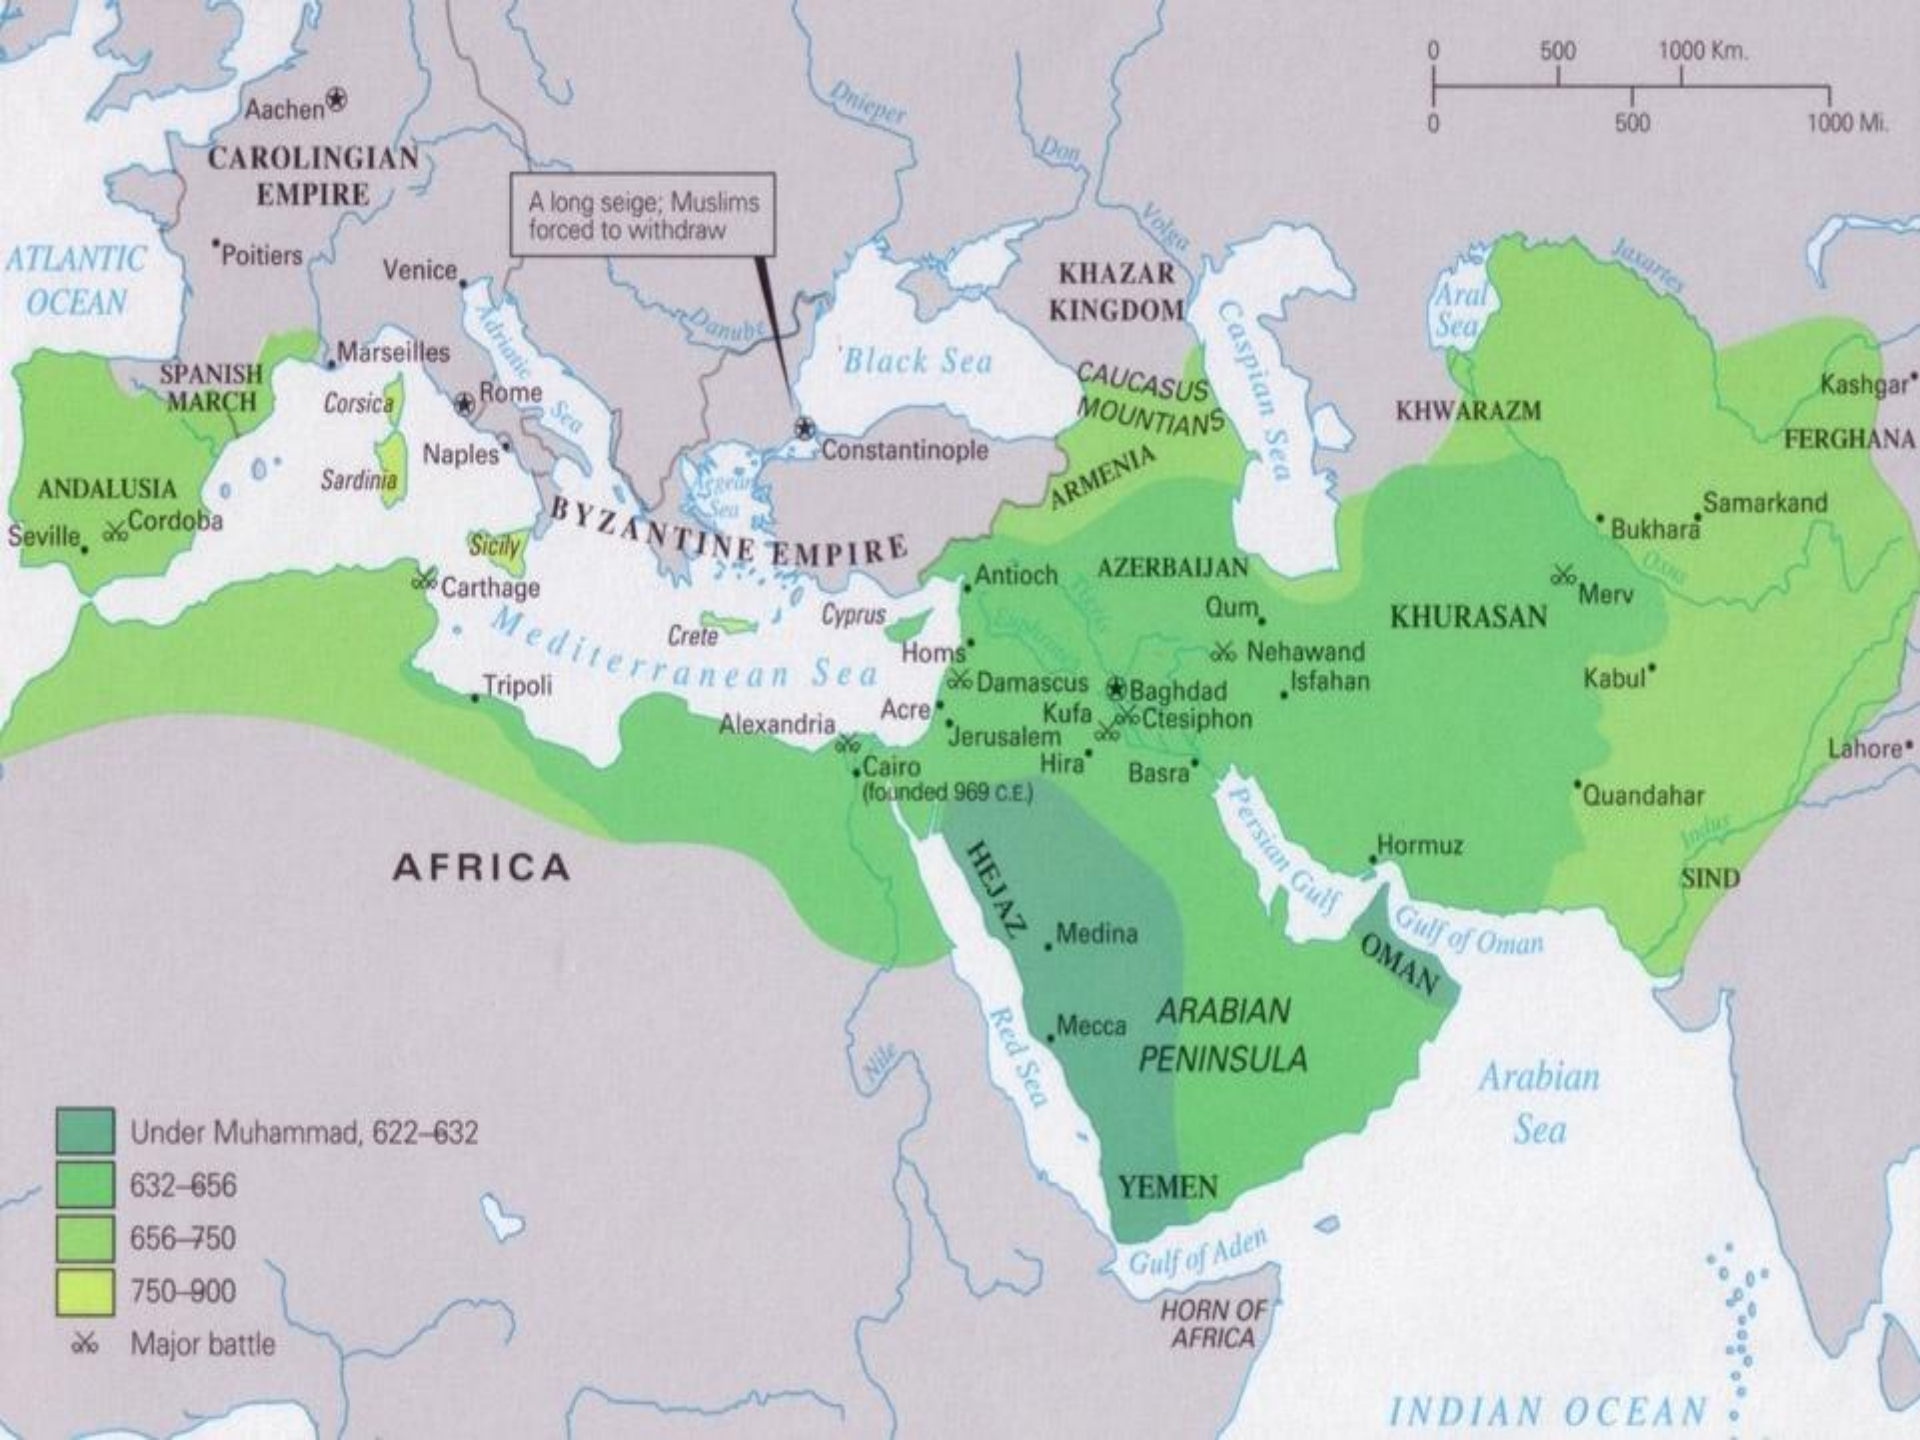 0 500 1000 Km.
0 500 1000 Mi.
Dnieper
Don
Volga
Aachen
CAROLINGIAN
EMPIRE
A long seige; Muslims
forced to withdraw
ATLANTIC
OCEAN
Poitiers
Venice
Adriatic
Sea
Danube
KHAZAR
KINGDOM
Caspian Sea
Aral
Sea
Jaxartes
Marseilles
SPANISH
MARCH
Corsica
Rome
Black Sea
CAUCASUS
MOUNTIANS
KHWARAZM
Kashgar
FERGHANA
Naples
Sardinia
Constantinople
Aegean
Sea
ARMENIA
ANDALUSIA
Cordoba
Seville
Sicily
BYZANTINE EMPIRE
Samarkand
Bukhara
Oxus
Carthage
Antioch
AZERBAIJAN
Tigris
Euphrates
Qum
KHURASAN
Merv
Mediterranean Sea
Crete
Cyprus
Homs
Nehawand
Isfahan
Kabul
Tripoli
Damascus
Baghdad
Alexandria
Acre
Kufa
Ctesiphon
Jerusalem
Hira
Basra
Lahore
Cairo
(founded 969 C.E.)
Quandahar
Persian Gulf
Hormuz
Indus
SIND
AFRICA
HEJAZ
Medina
Gulf of Oman
OMAN
Mecca
ARABIAN
PENINSULA
Red Sea
Nile
Arabian
Sea
YEMEN
Gulf of Aden
HORN OF
AFRICA
INDIAN OCEAN
Under Muhammad, 622–632
632–656
656–750
750–900
Major battle